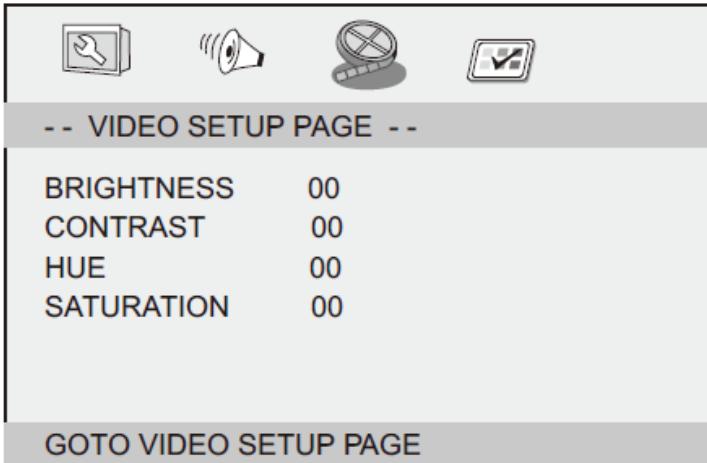 -- VIDEO SETUP PAGE --
BRIGHTNESS 00
CONTRAST 00
HUE 00
SATURATION 00
GOTO VIDEO SETUP PAGE